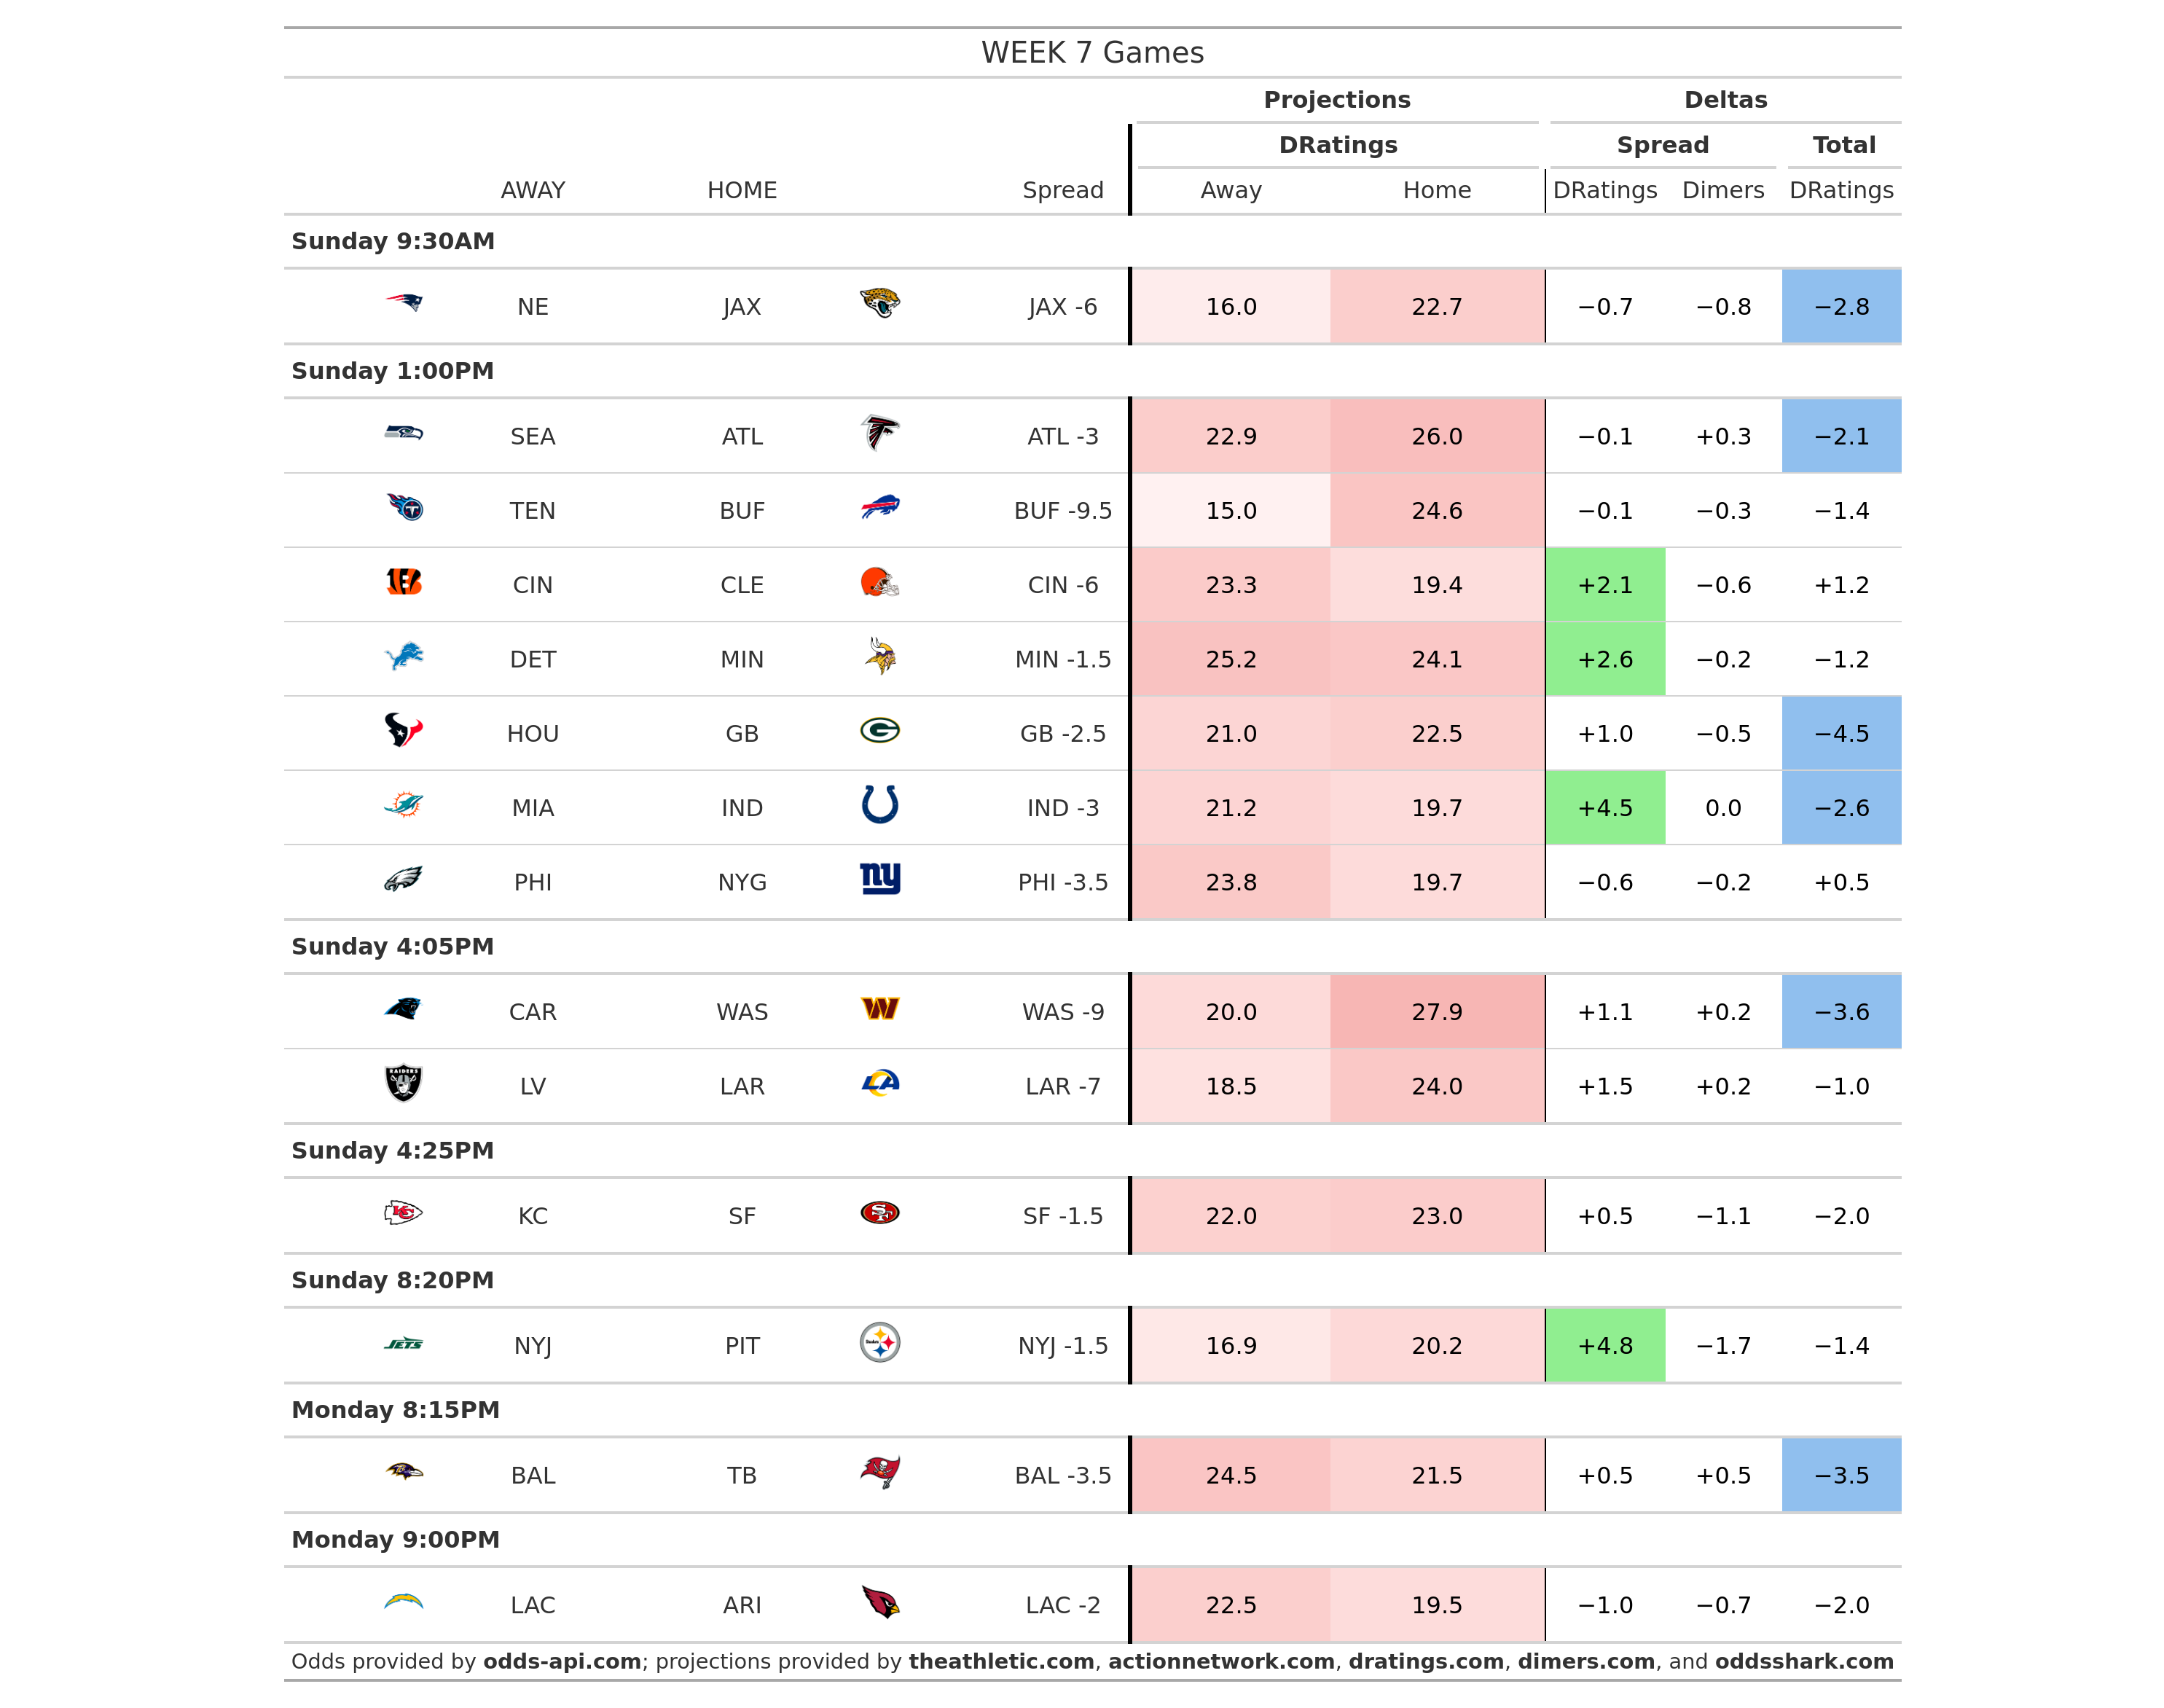 WEEK 7 Games
Projections Deltas
DRatings Spread Total
AWAY HOME Spread Away Home DRatings Dimers DRatings
Sunday 9:30AM
NE JAX JAX -6 16.0 22.7 −0.7 −0.8 −2.8
Sunday 1:00PM
SEA ATL ATL -3 22.9 26.0 −0.1 +0.3 −2.1
TEN BUF BUF -9.5 15.0 24.6 −0.1 −0.3 −1.4
CIN CLE CIN -6 23.3 19.4 +2.1 −0.6 +1.2
DET MIN MIN -1.5 25.2 24.1 +2.6 −0.2 −1.2
HOU GB GB -2.5 21.0 22.5 +1.0 −0.5 −4.5
MIA IND IND -3 21.2 19.7 +4.5 0.0 −2.6
PHI NYG ny PHI -3.5 23.8 19.7 −0.6 −0.2 +0.5
Sunday 4:05PM
CAR WAS W WAS -9 20.0 27.9 +1.1 +0.2 −3.6
RAIDERS LV LAR LA LAR -7 18.5 24.0 +1.5 +0.2 −1.0
Sunday 4:25PM
KC KC SF SF SF -1.5 22.0 23.0 +0.5 −1.1 −2.0
Sunday 8:20PM
JETS NYJ PIT Steelers NYJ -1.5 16.9 20.2 +4.8 −1.7 −1.4
Monday 8:15PM
BAL TB BAL -3.5 24.5 21.5 +0.5 +0.5 −3.5
Monday 9:00PM
LAC ARI LAC -2 22.5 19.5 −1.0 −0.7 −2.0
Odds provided by odds-api.com; projections provided by theathletic.com, actionnetwork.com, dratings.com, dimers.com, and oddsshark.com